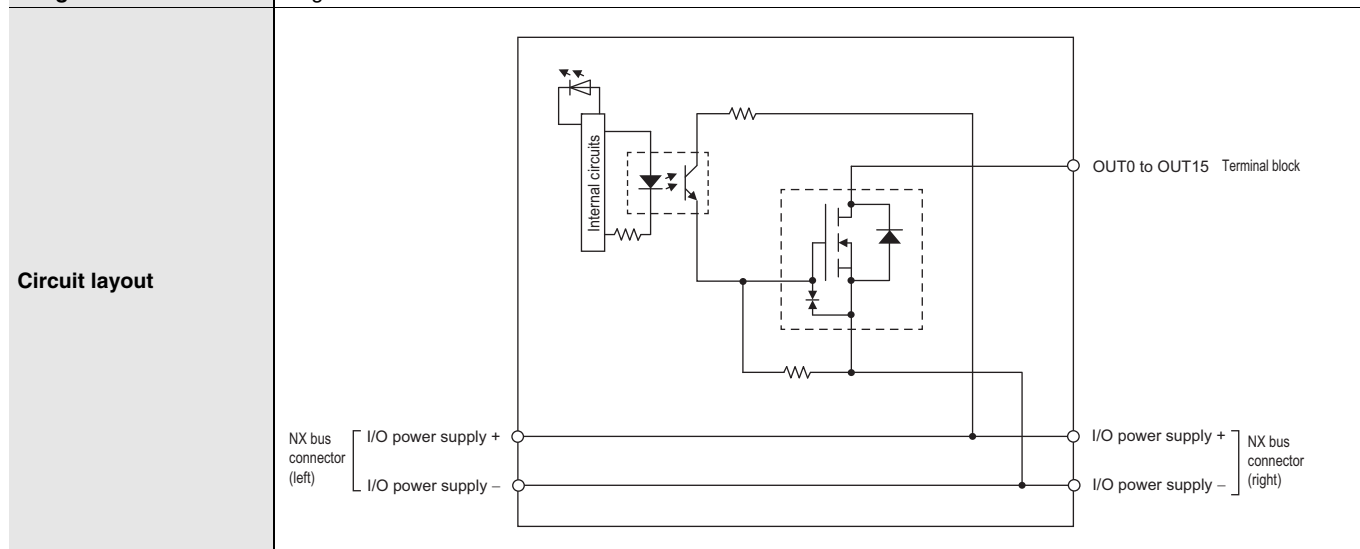 Circuit layout
Internal circuits
OUT0 to OUT15 Terminal block
NX bus
connector
(left)
I/O power supply +
I/O power supply −
I/O power supply +
I/O power supply −
NX bus
connector
(right)